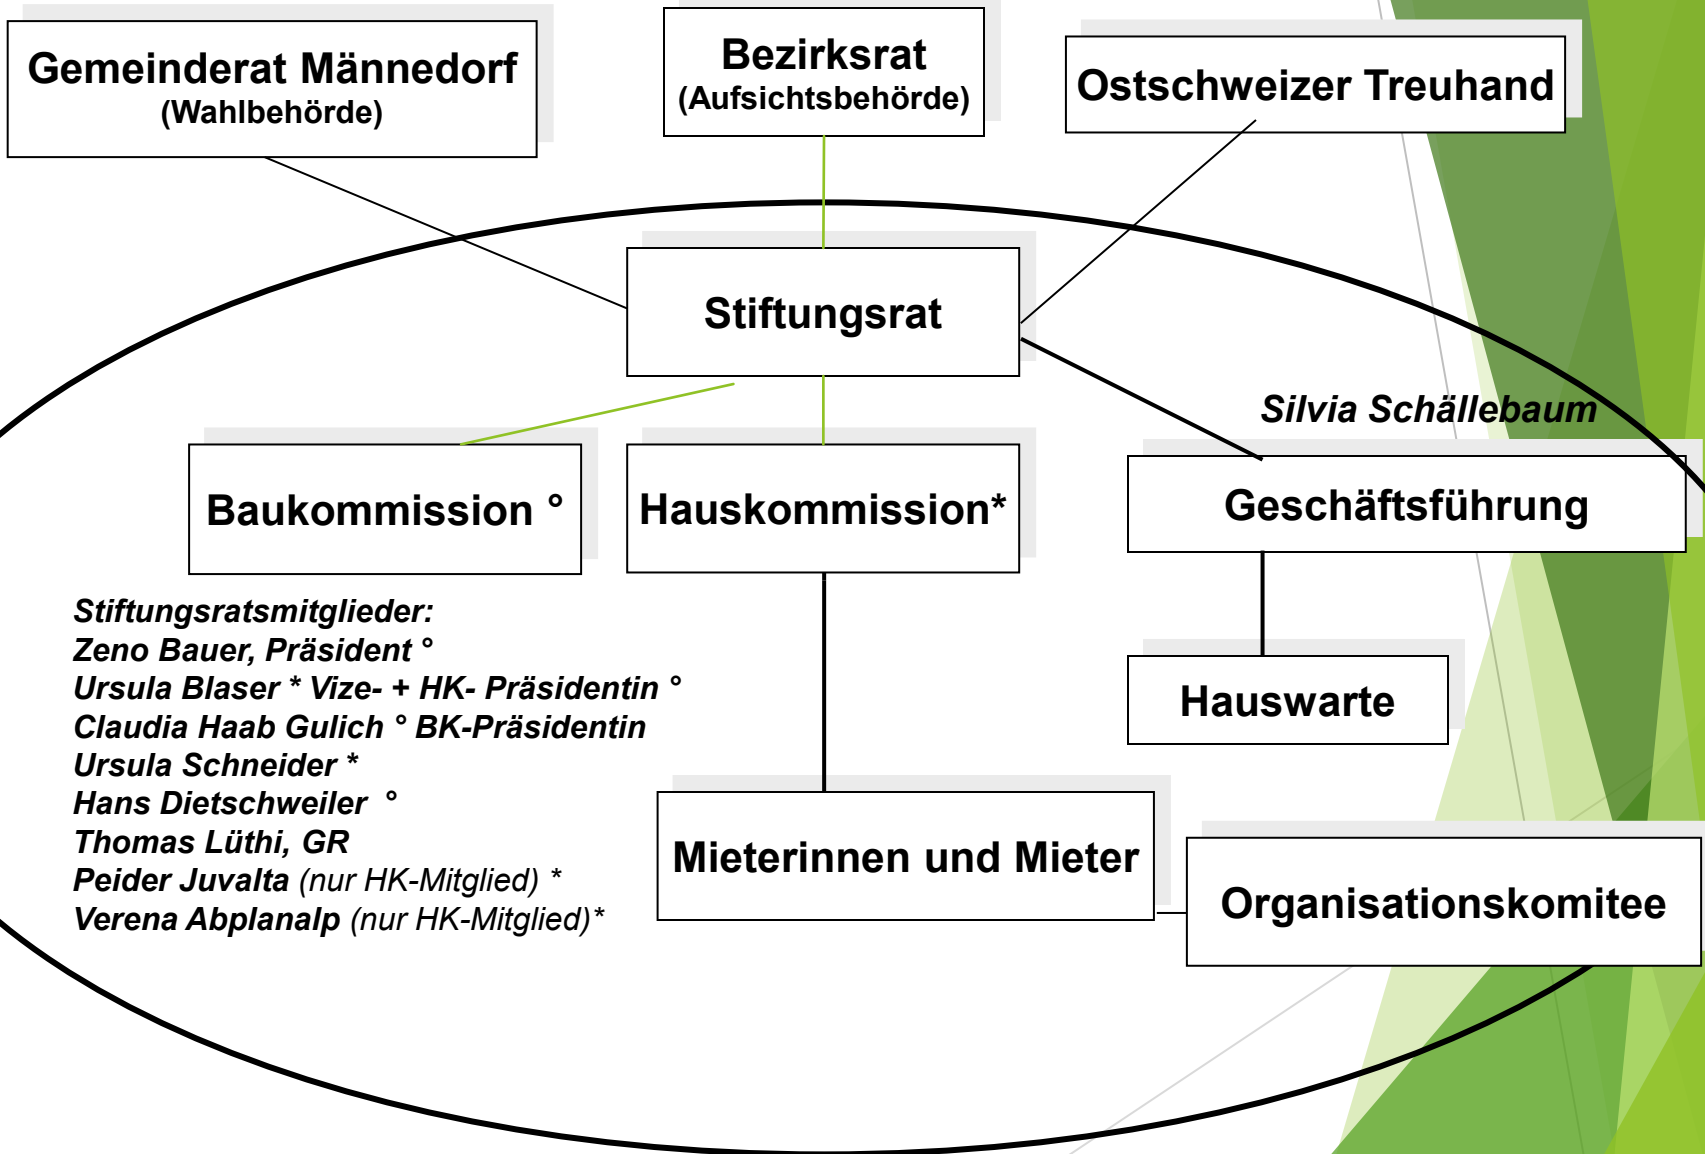 Gemeinderat Männedorf
(Wahlbehörde)
Bezirksrat
(Aufsichtsbehörde)
Ostschweizer Treuhand
Stiftungsrat
Silvia Schällebaum
Baukommission °
Hauskommission*
Geschäftsführung
Stiftungsratsmitglieder:
Zeno Bauer, Präsident °
Ursula Blaser * Vize- + HK- Präsidentin °
Claudia Haab Gulich ° BK-Präsidentin
Ursula Schneider *
Hans Dietschweiler °
Thomas Lüthi, GR
Peider Juvalta (nur HK-Mitglied) *
Verena Abplanalp (nur HK-Mitglied)*
Hauswarte
Mieterinnen und Mieter
Organisationskomitee